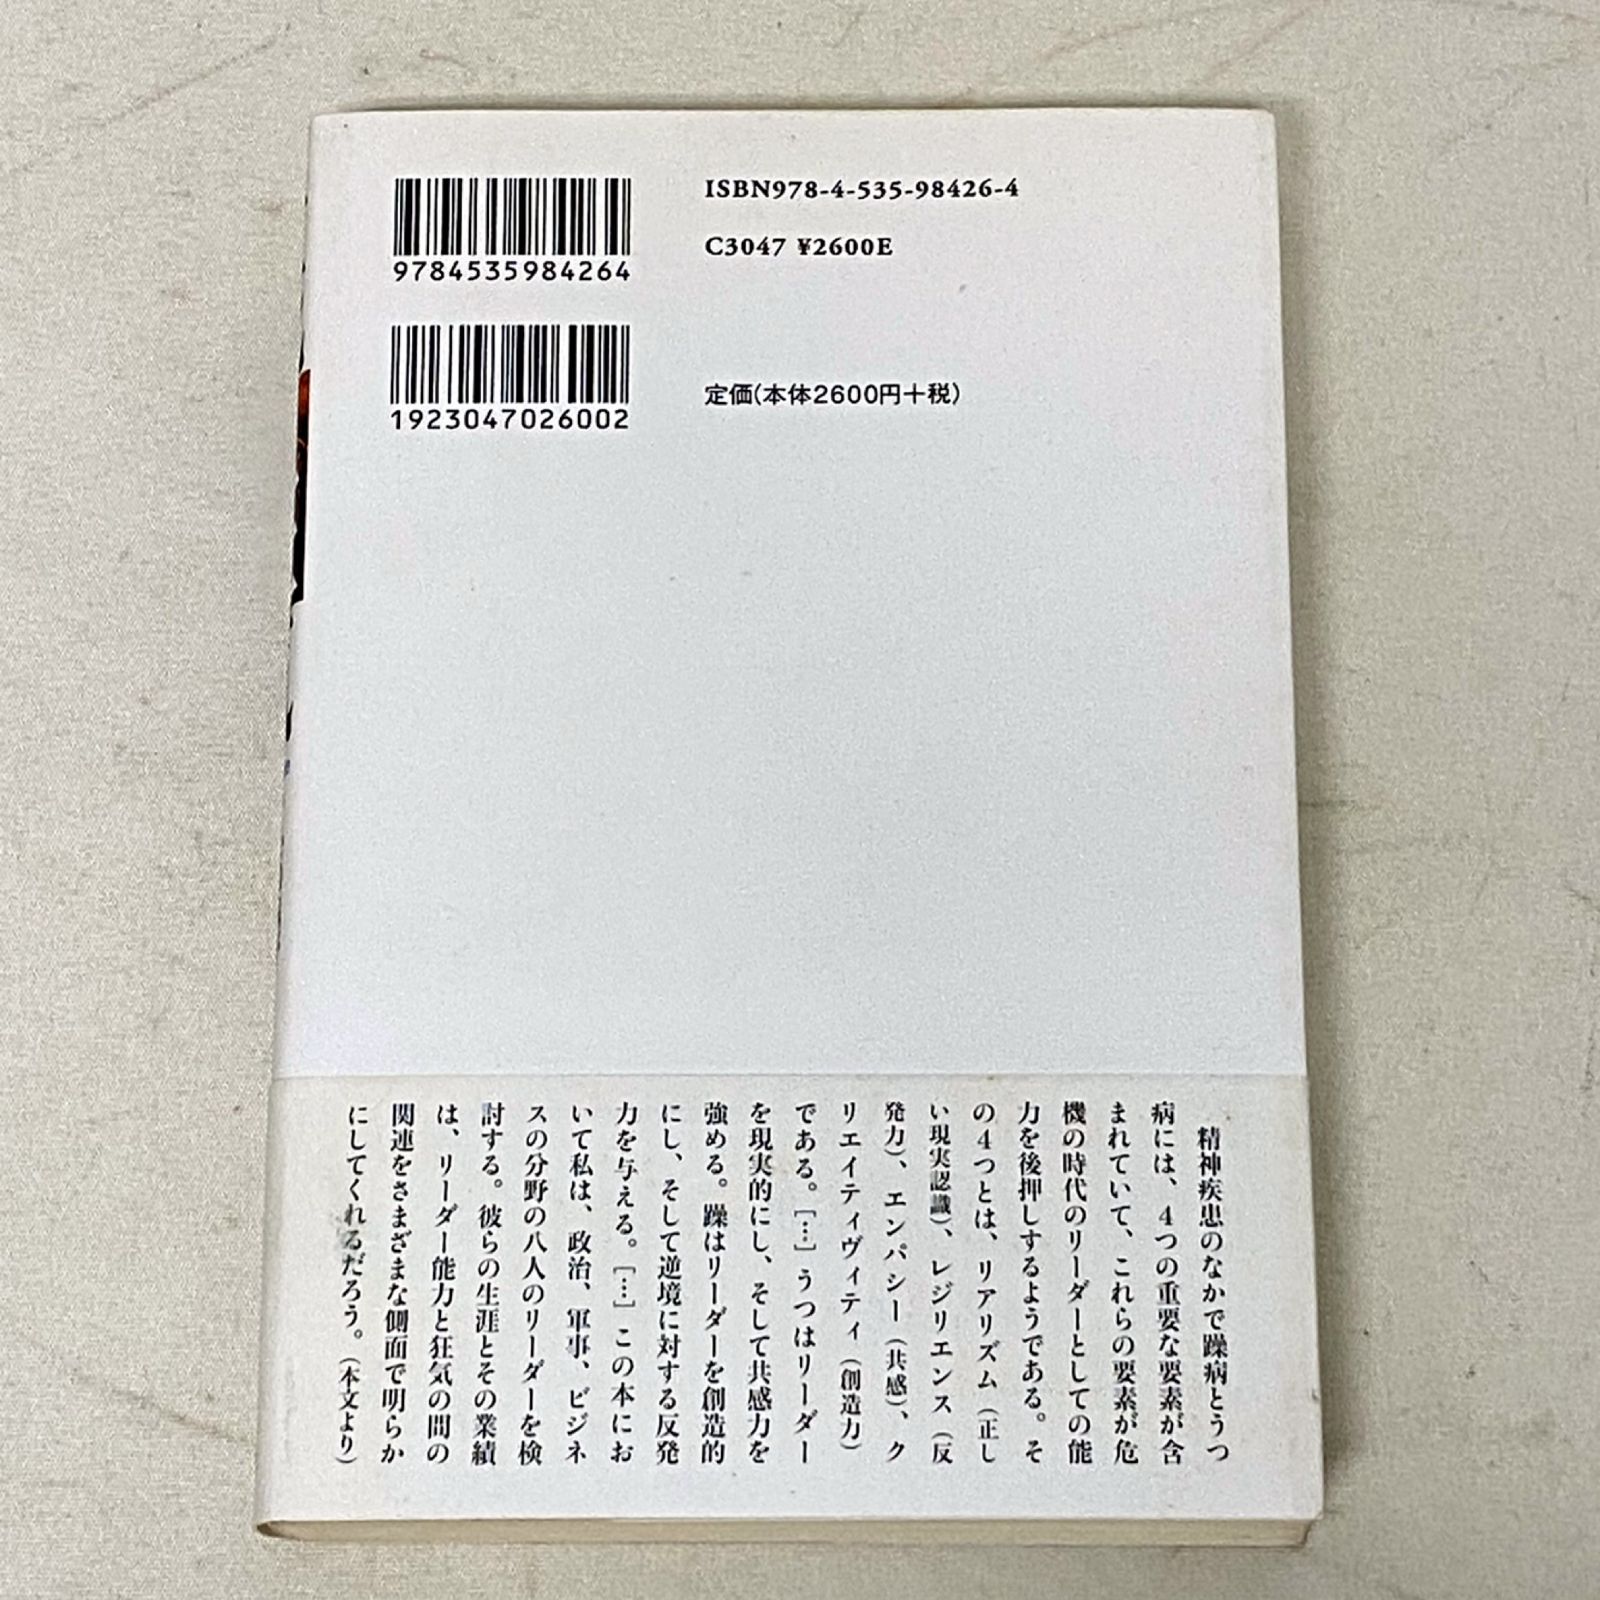 9784535984264
ISBN978-4-535-98426-4
C3047 ¥2600E
1923047026002
定価(本体2600円+税)
精神疾患のなかで躁病とうつ
病には、4つの重要な要素が含
まれていて、これらの要素が危
機の時代のリーダーとしての能
力を後押しするようである。そ
の4つとは、リアリズム(正し
い現実認識)、レジリエンス(反
発力)、エンパシー(共感)、ク
リエイティヴィティ(創造力)
である。[…]うつはリーダー
を現実的にし、そして共感力を
強める。躁はリーダーを創造的
にし、そして逆境に対する反発
力を与える。[…]この本にお
いて私は、政治、軍事、ビジネ
スの分野の八人のリーダーを検
討する。彼らの生涯とその業績
は、リーダー能力と狂気の間の
関連をさまざまな側面で明らか
にしてくれるだろう。(本文より)